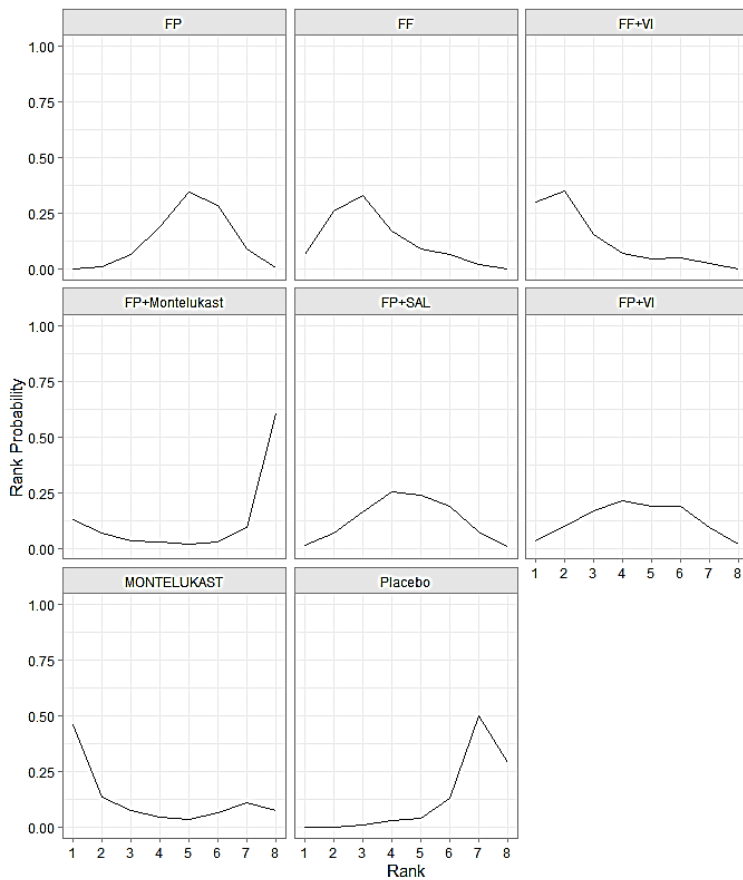 FP FF FF+VI
1.00
0.75
0.50
0.25
0.00
FP+Montelukast FP+SAL FP+VI
1.00
0.75
0.50
0.25
0.00
1 2 3 4 5 6 7 8
MONTELUKAST Placebo
1.00
0.75
0.50
0.25
0.00
1 2 3 4 5 6 7 8 1 2 3 4 5 6 7 8
Rank Probability
Rank